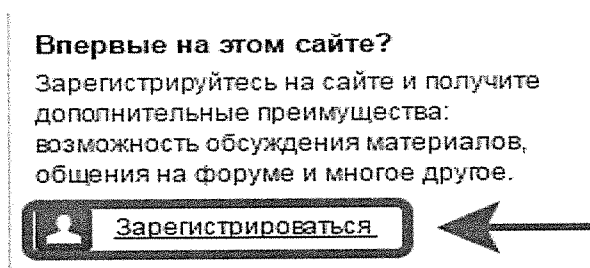 Впервые на этом сайте?
Зарегистрируйтесь на сайте и получите
дополнительные преимущества:
возможность обсуждения материалов,
общения на форуме и многое другое.
Зарегистрироваться